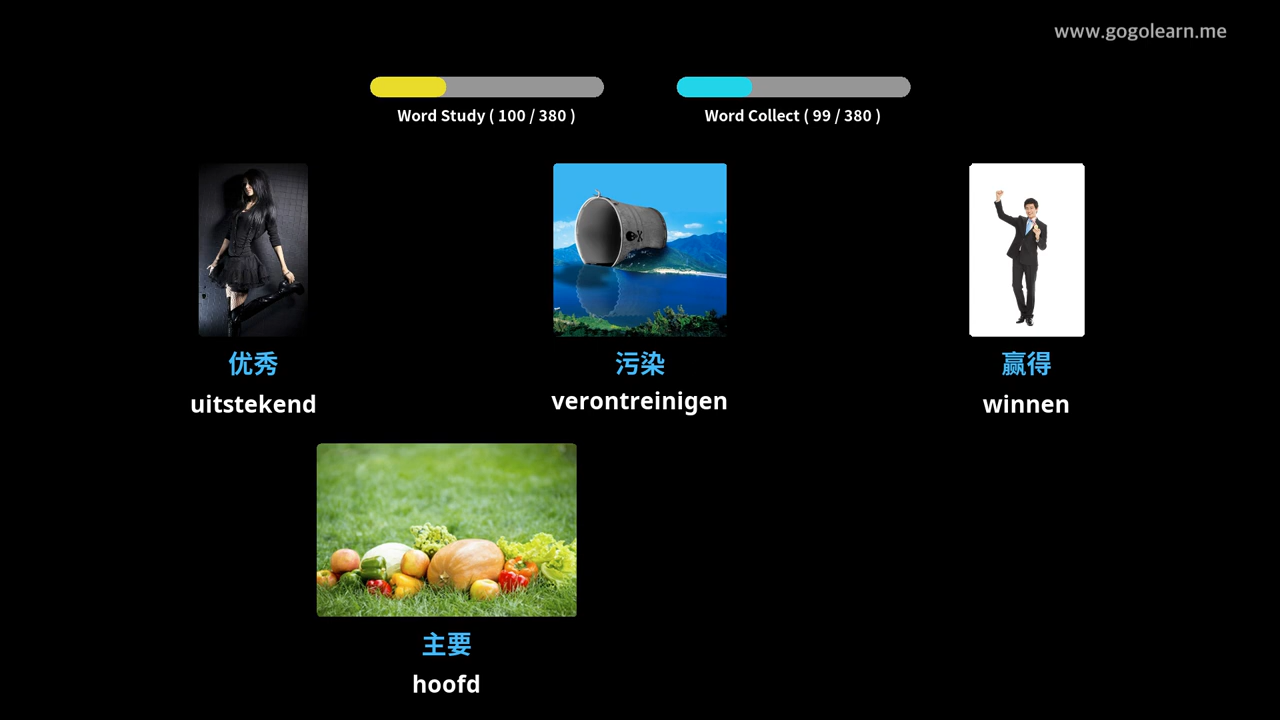 www.gogolearn.me
Word Study ( 100 / 380 )
Word Collect ( 99 / 380 )
优秀
污染
赢得
uitstekend
verontreinigen
winnen
主要
hoofd